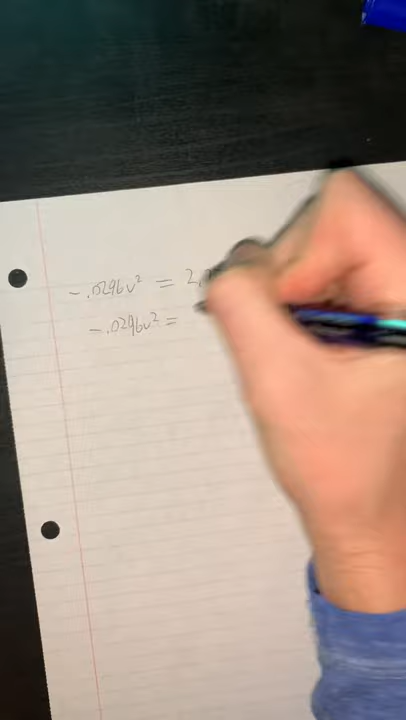 -.0296v² = 2.
-.0296v² =